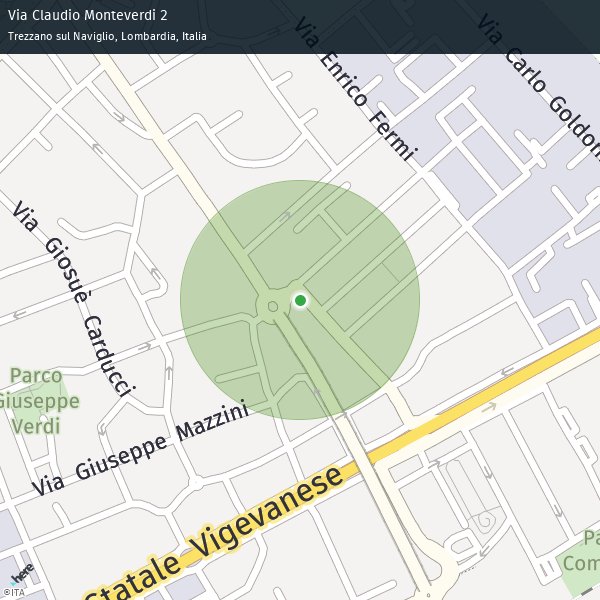 Via Claudio Monteverdi 2
Trezzano sul Naviglio, Lombardia, Italia
Via Enrico Fermi
Via Carlo Goldoni
Via Giosuè Carducci
Parco
Giuseppe
Verdi
Via Giuseppe Mazzini
Statale Vigevanese
Pa
Com
here
©ITA